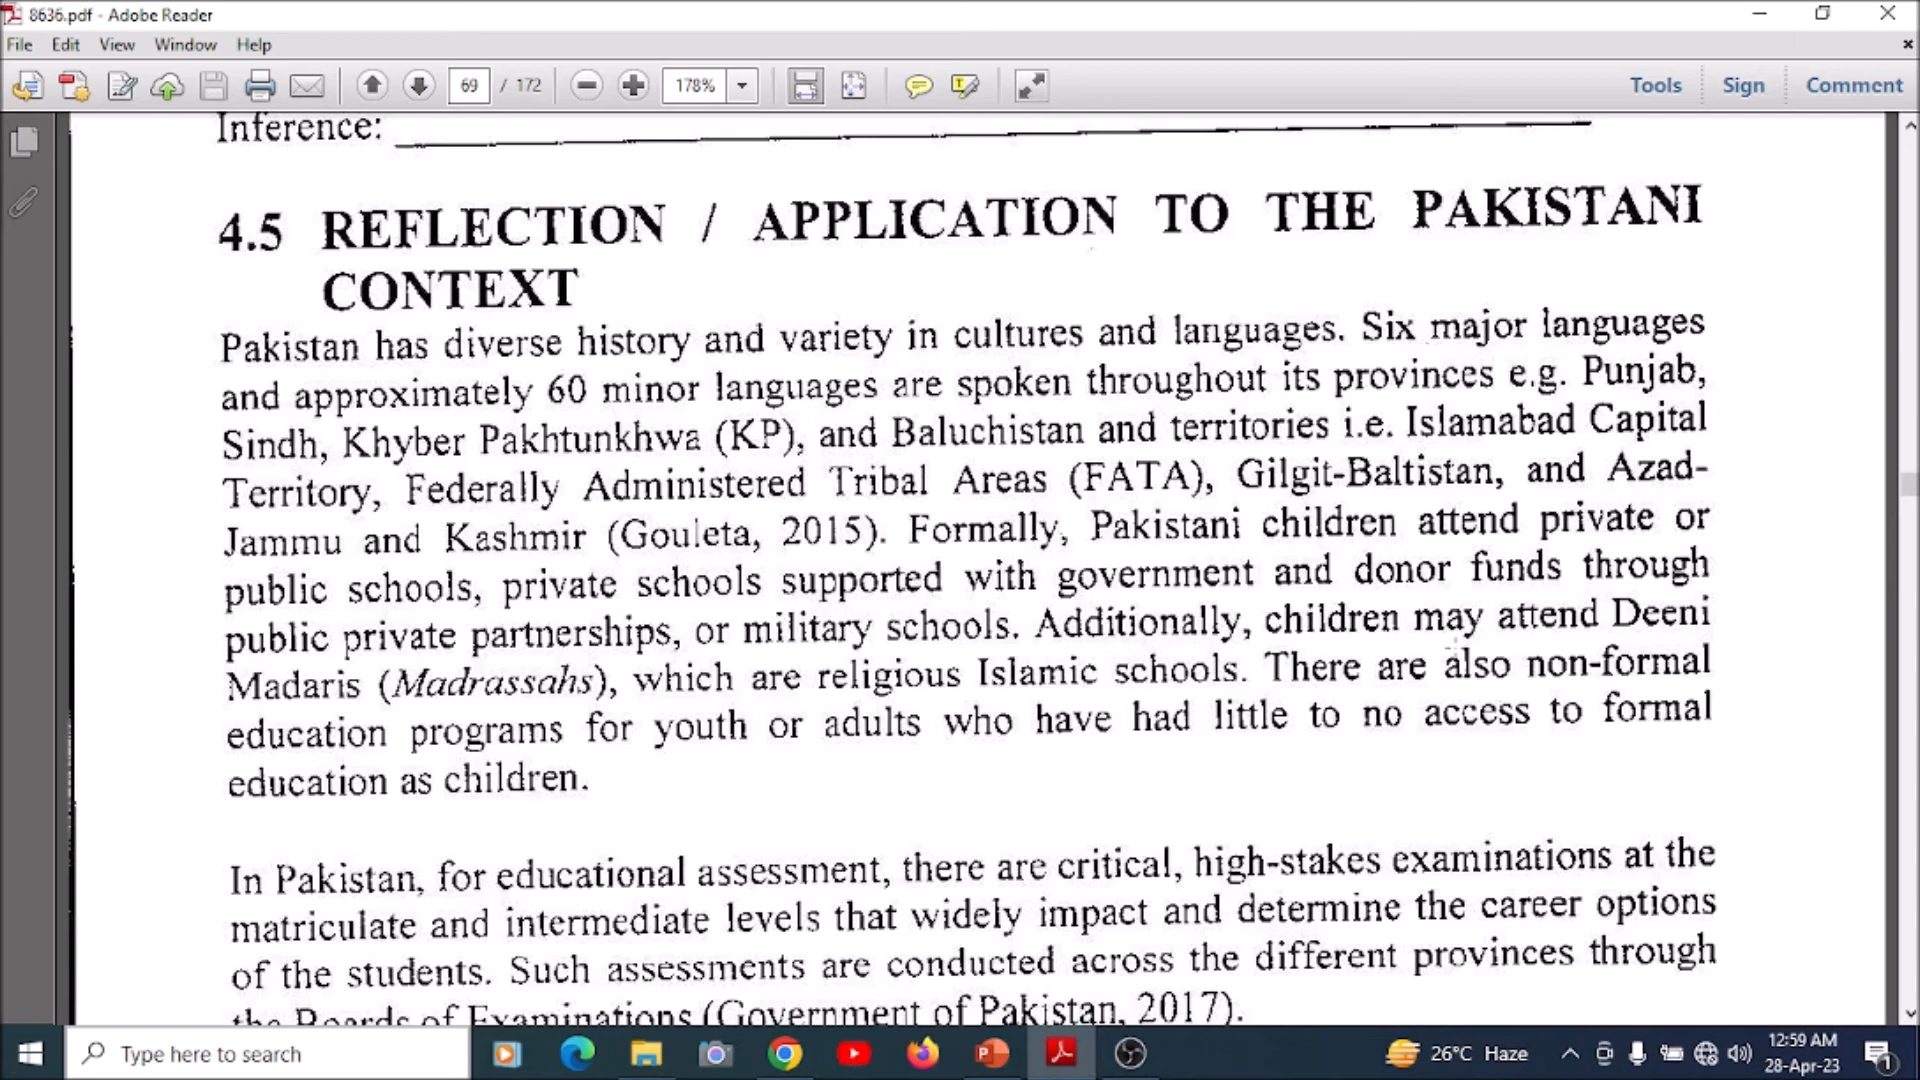 8636.pdf - Adobe Reader
File Edit View Window Help
69 / 172 178% Tools Sign Comment
Inference:
4.5 REFLECTION / APPLICATION TO THE PAKISTANI
CONTEXT
Pakistan has diverse history and variety in cultures and languages. Six major languages
and approximately 60 minor languages are spoken throughout its provinces e.g. Punjab,
Sindh, Khyber Pakhtunkhwa (KP), and Baluchistan and territories i.e. Islamabad Capital
Territory, Federally Administered Tribal Areas (FATA), Gilgit-Baltistan, and Azad-
Jammu and Kashmir (Gouleta, 2015). Formally, Pakistani children attend private or
public schools, private schools supported with government and donor funds through
public private partnerships, or military schools. Additionally, children may attend Deeni
Madaris (Madrassahs), which are religious Islamic schools. There are also non-formal
education programs for youth or adults who have had little to no access to formal
education as children.
In Pakistan, for educational assessment, there are critical, high-stakes examinations at the
matriculate and intermediate levels that widely impact and determine the career options
of the students. Such assessments are conducted across the different provinces through
the Boards of Examinations (Government of Pakistan, 2017).
Type here to search
26°C Haze
12:59 AM
28-Apr-23
1